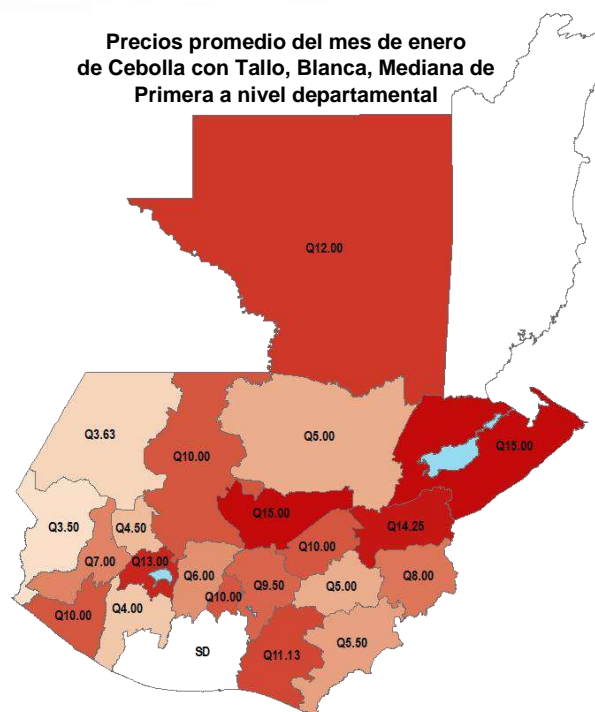 Precios promedio del mes de enero
de Cebolla con Tallo, Blanca, Mediana de
Primera a nivel departamental
Q12.00
Q3.63
Q10.00
Q5.00
Q15.00
Q3.50
Q4.50
Q15.00
Q14.25
Q7.00
Q13.00
Q6.00
Q10.00
Q9.50
Q10.00
Q5.00
Q8.00
Q10.00
Q4.00
SD
Q11.13
Q5.50